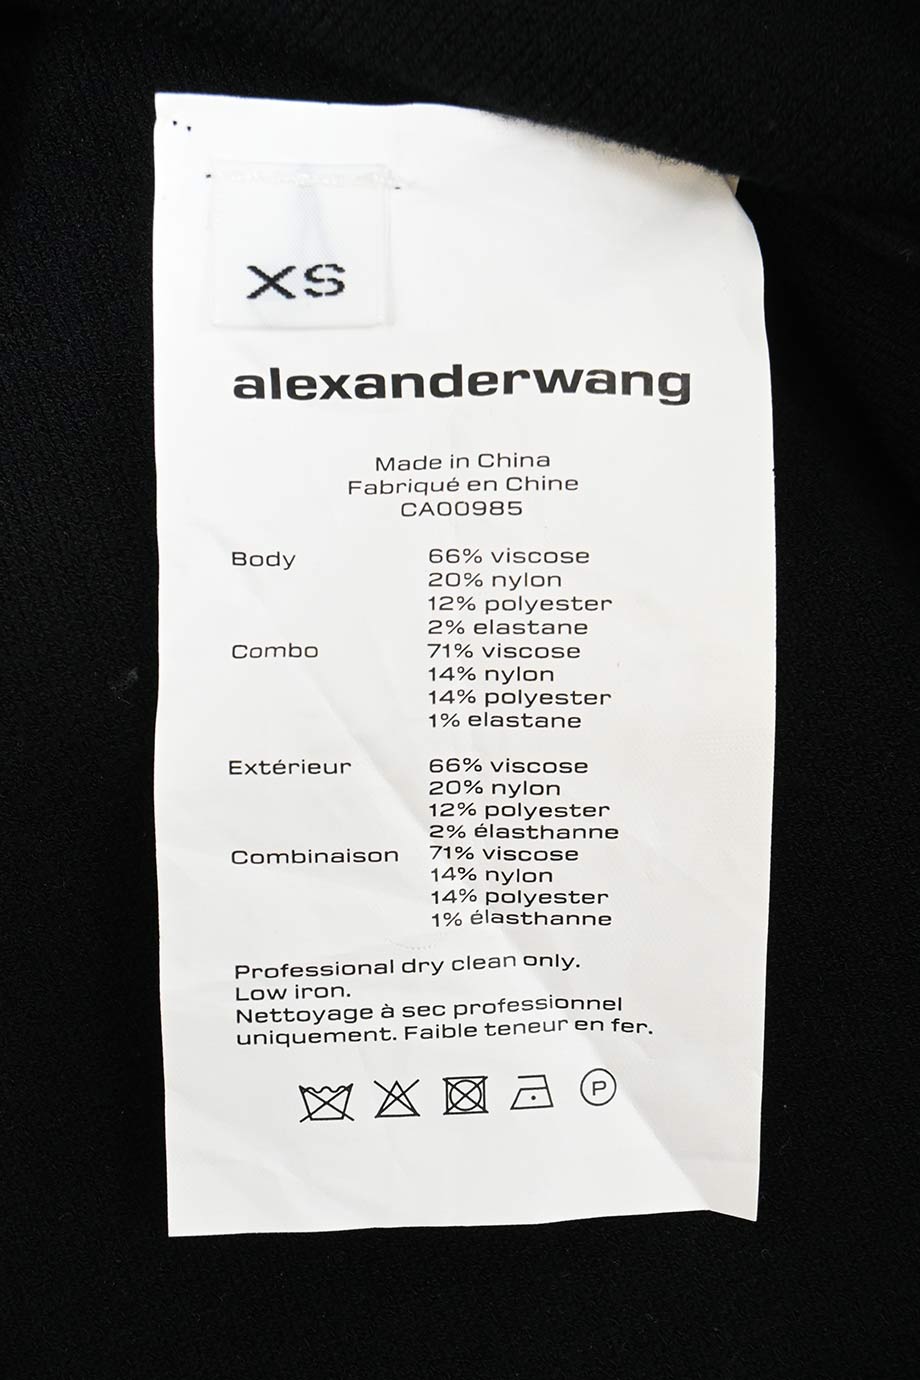 XS
alexanderwang
Made in China
Fabriqué en Chine
CA00985
Body 66% viscose
20% nylon
12% polyester
2% elastane
Combo 71% viscose
14% nylon
14% polyester
1% elastane
Extérieur 66% viscose
20% nylon
12% polyester
2% élasthanne
Combinaison 71% viscose
14% nylon
14% polyester
1% élasthanne
Professional dry clean only.
Low iron.
Nettoyage à sec professionnel
uniquement. Faible teneur en fer.
P